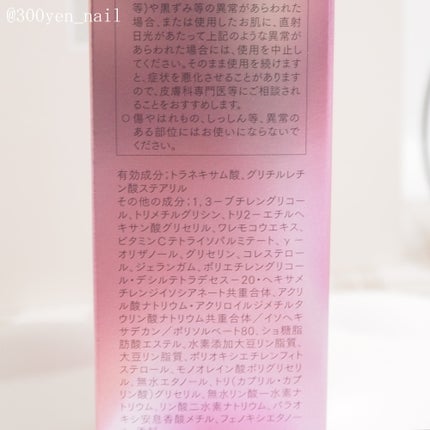 @300yen_nail
等)や黒ずみ等の異常があらわれた
場合、または使用したお肌に、直射
日光があたって上記のような異常が
あらわれた場合には、使用を中止し
てください。そのまま使用を続けます
と、症状を悪化させることがあります
ので、皮膚科専門医等にご相談され
ることをおすすめします。
○傷やはれもの、しっしん等、異常の
ある部位にはお使いにならないで
ください。
有効成分:トラネキサム酸、グリチルレチ
ン酸ステアリル
その他の成分:1,3-ブチレングリコ
ール、トリメチルグリシン、トリ2-エチルヘ
キサン酸グリセリル、ワレモコウエキス、
ビタミンCテトライソパルミテート、γ-
オリザノール、グリセリン、コレステロ
ール、ジェランガム、ポリエチレングリコー
ル・デシルテトラデセス-20・ヘキサメ
チレンジイソシアネート共重合体、アクリ
ル酸ナトリウム・アクリロイルジメチルタ
ウリン酸ナトリウム共重合体/イソヘキ
サデカン/ポリソルベート80、ショ糖脂
肪酸エステル、水素添加大豆リン脂質、
大豆リン脂質、ポリオキシエチレンフィト
ステロール、モノオレイン酸ポリグリセリ
ル、無水エタノール、トリ(カプリル・カプ
リン酸)グリセリル、無水リン酸一水素ナ
トリウム、リン酸二水素ナトリウム、パラオ
キシ安息香酸メチル、フェノキシエタノ